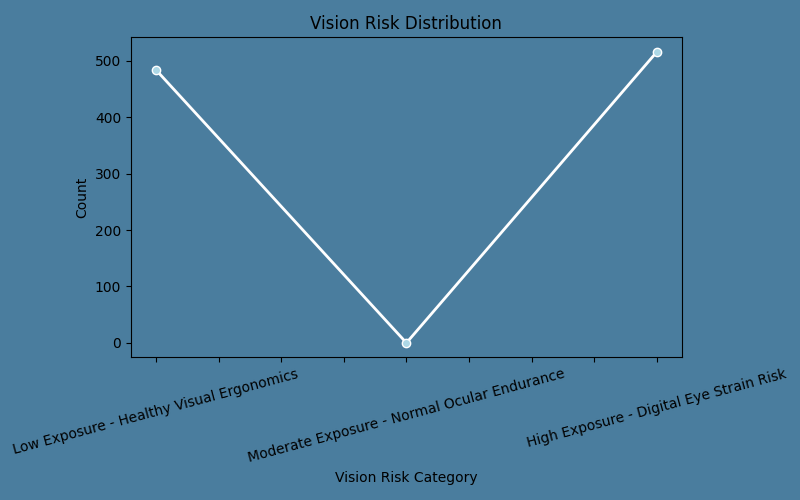 Vision Risk Distribution
500
400
300
200
100
0
Count
Low Exposure - Healthy Visual Ergonomics
Moderate Exposure - Normal Ocular Endurance
High Exposure - Digital Eye Strain Risk
Vision Risk Category